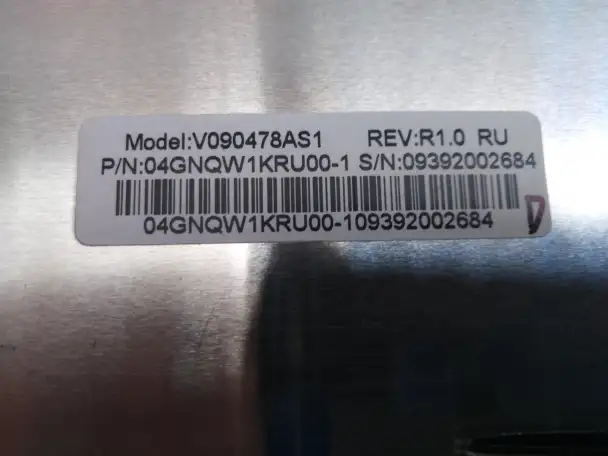 Model:V090478AS1 REV:R1.0 RU
P/N:04GNQW1KRU00-1 S/N:09392002684
04GNQW1KRU00-109392002684
D